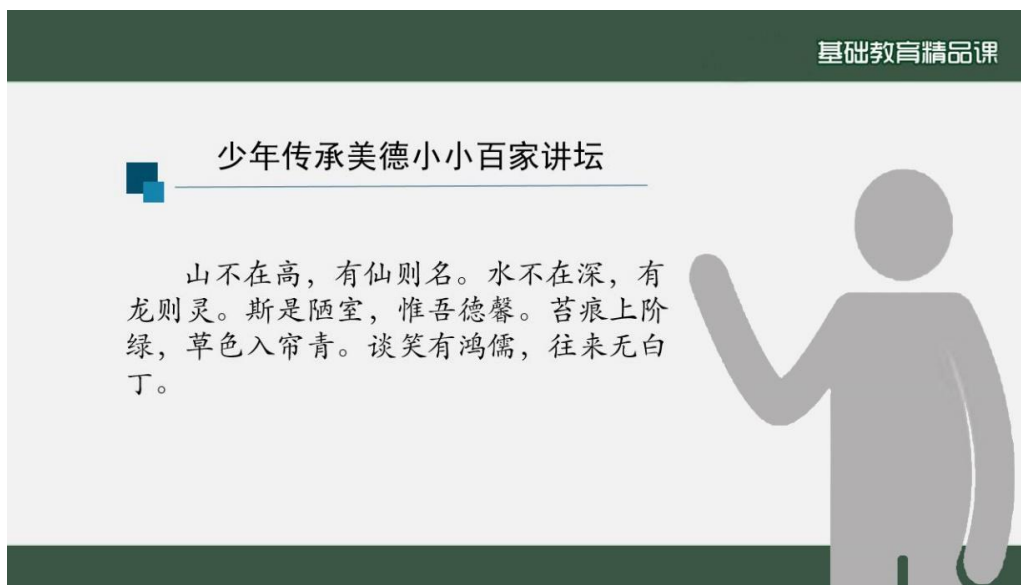 基础教育精品课
少年传承美德小小百家讲坛
山不在高，有仙则名。水不在深，有
龙则灵。斯是陋室，惟吾德馨。苔痕上阶
绿，草色入帘青。谈笑有鸿儒，往来无白
丁。